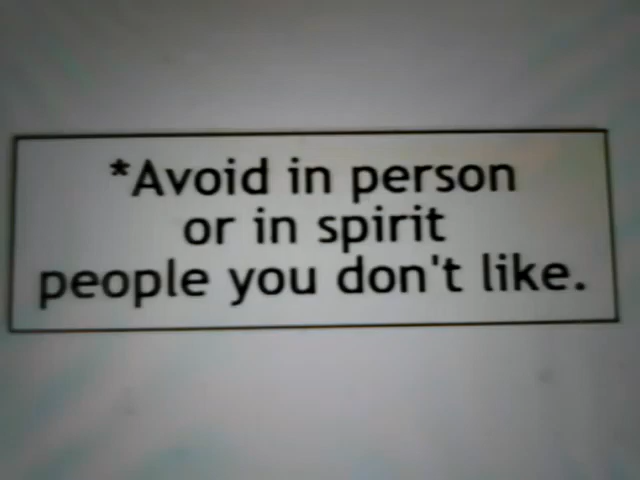 *Avoid in person
or in spirit
people you don't like.